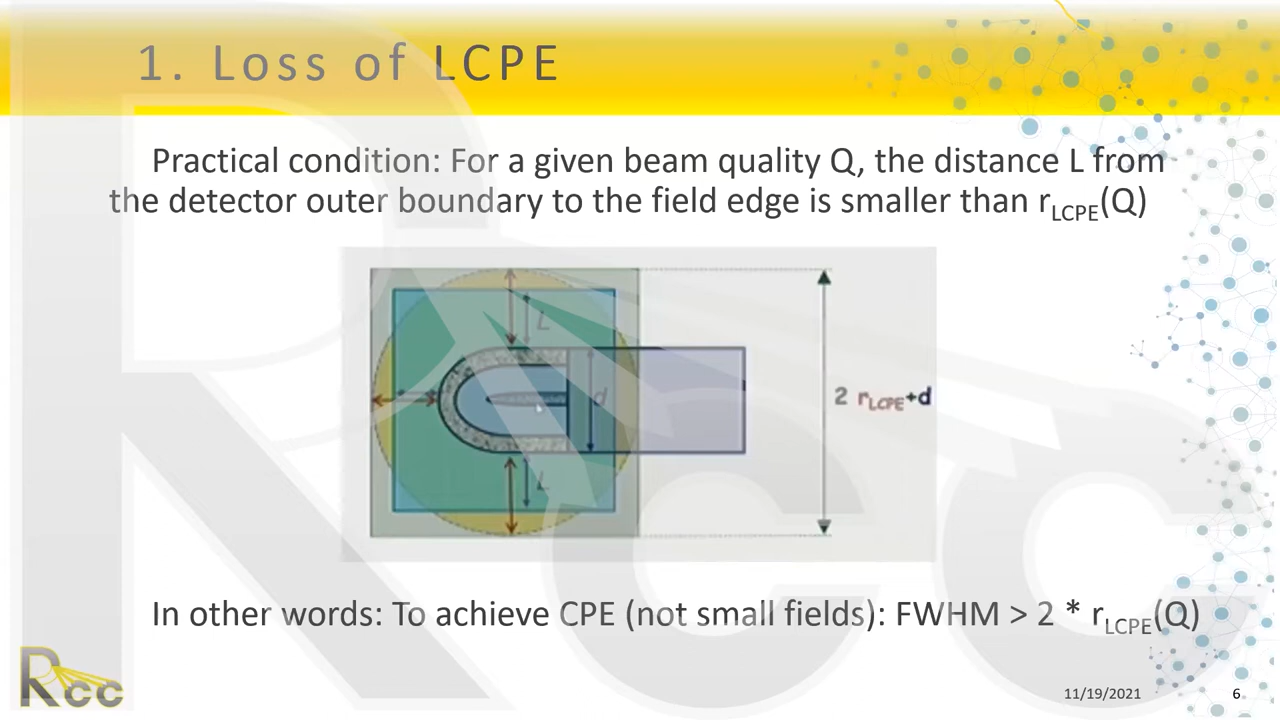 1. Loss of LCPE
Practical condition: For a given beam quality Q, the distance L from
the detector outer boundary to the field edge is smaller than rLCPE(Q)
L
d
2 rLCPE+d
L
In other words: To achieve CPE (not small fields): FWHM > 2 * rLCPE(Q)
Rcc
11/19/2021
6